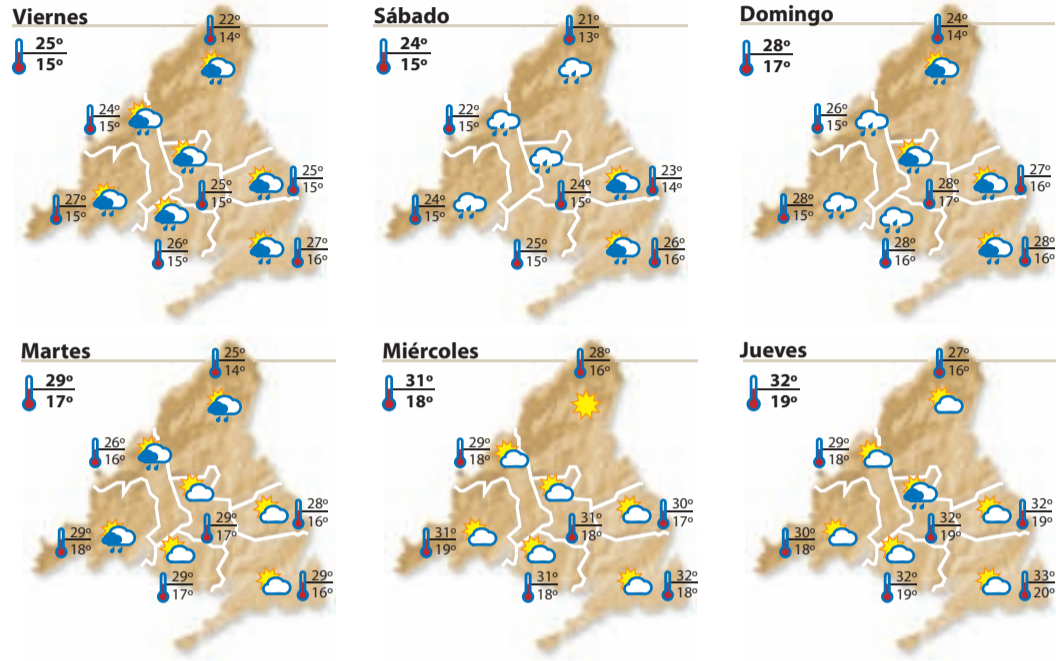 Viernes
25º
15º
22º
14º
24º
15º
25º
15º
25º
15º
27º
15º
26º
15º
27º
16º
Sábado
24º
15º
21º
13º
22º
15º
23º
14º
24º
15º
24º
15º
25º
15º
26º
16º
Domingo
28º
17º
24º
14º
26º
15º
27º
16º
28º
17º
28º
15º
28º
16º
28º
16º
Martes
29º
17º
25º
14º
26º
16º
28º
16º
29º
17º
29º
18º
29º
17º
29º
16º
Miércoles
31º
18º
28º
16º
29º
18º
30º
17º
31º
18º
31º
19º
31º
18º
32º
18º
Jueves
32º
19º
27º
16º
29º
18º
32º
19º
32º
19º
30º
18º
32º
19º
33º
20º